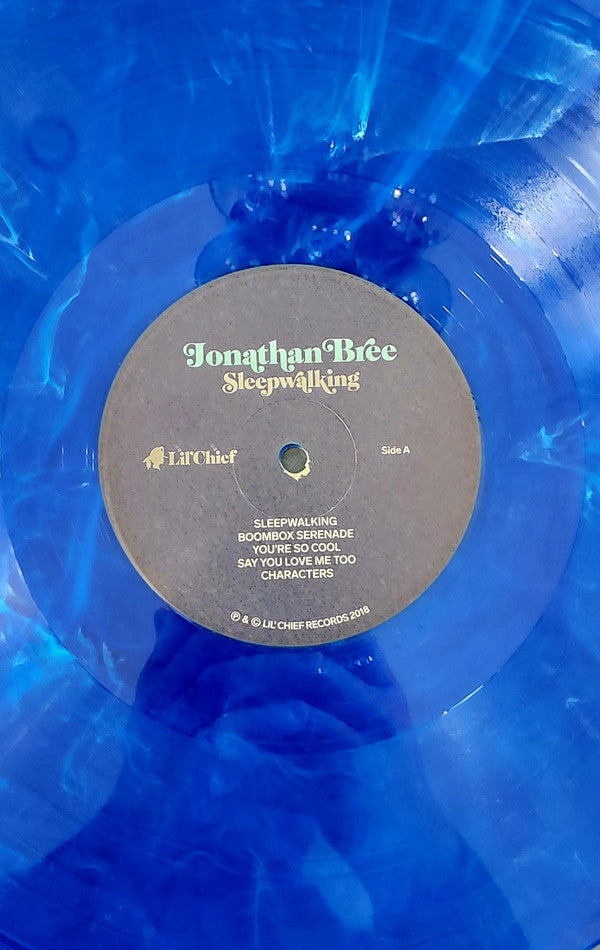 Jonathan Bree
Sleepwalking
Lil'Chief
Side A
SLEEPWALKING
BOOMBOX SERENADE
YOU'RE SO COOL
SAY YOU LOVE ME TOO
CHARACTERS
℗ & © LIL' CHIEF RECORDS 2018